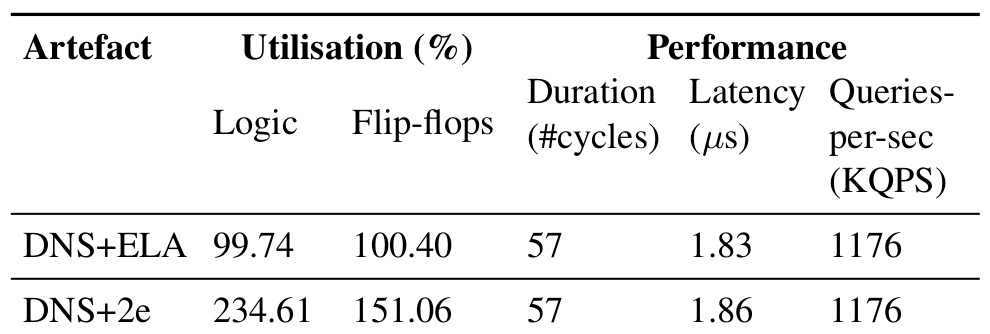 Artefact Utilisation (%) Performance
Logic Flip-flops Duration (#cycles) Latency (μs) Queries-per-sec (KQPS)
DNS+ELA 99.74 100.40 57 1.83 1176
DNS+2e 234.61 151.06 57 1.86 1176